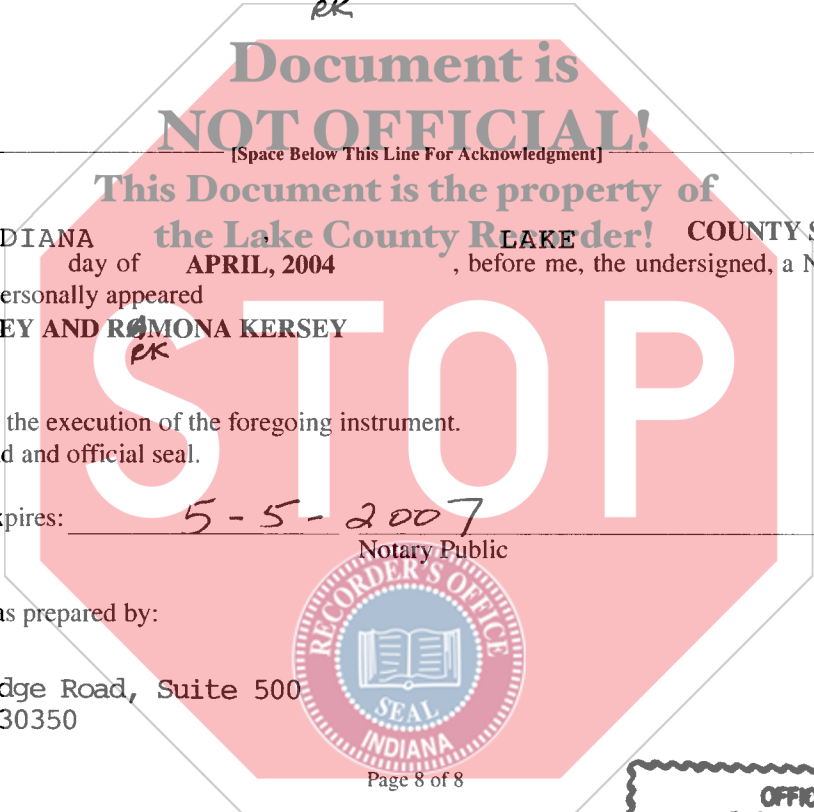 RK
Document is
NOT OFFICIAL!
[Space Below This Line For Acknowledgment]
This Document is the property of
the Lake County Recorder!
DIANA , LAKE COUNTY S
day of APRIL, 2004 , before me, the undersigned, a N
ersonally appeared
EY AND RAMONA KERSEY
RK
STOP
the execution of the foregoing instrument.
d and official seal.
pires: 5-5-2007
Notary Public
RECORDER'S OFFICE
SEAL
INDIANA
as prepared by:
dge Road, Suite 500
30350
Page 8 of 8
OFFIC